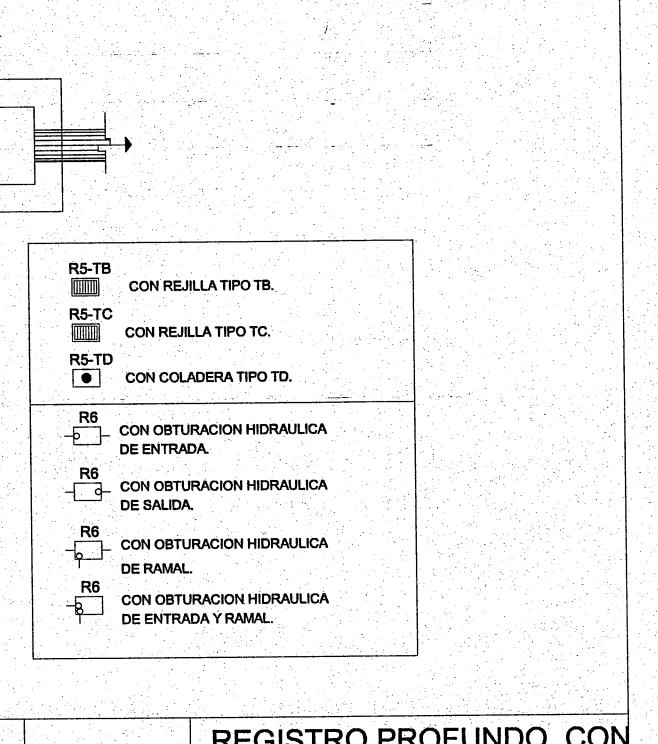 R5-TB
CON REJILLA TIPO TB.
R5-TC
CON REJILLA TIPO TC.
R5-TD
CON COLADERA TIPO TD.
R6
CON OBTURACION HIDRAULICA
DE ENTRADA.
R6
CON OBTURACION HIDRAULICA
DE SALIDA.
R6
CON OBTURACION HIDRAULICA
DE RAMAL.
R6
CON OBTURACION HIDRAULICA
DE ENTRADA Y RAMAL.
REGISTRO PROFUNDO CON